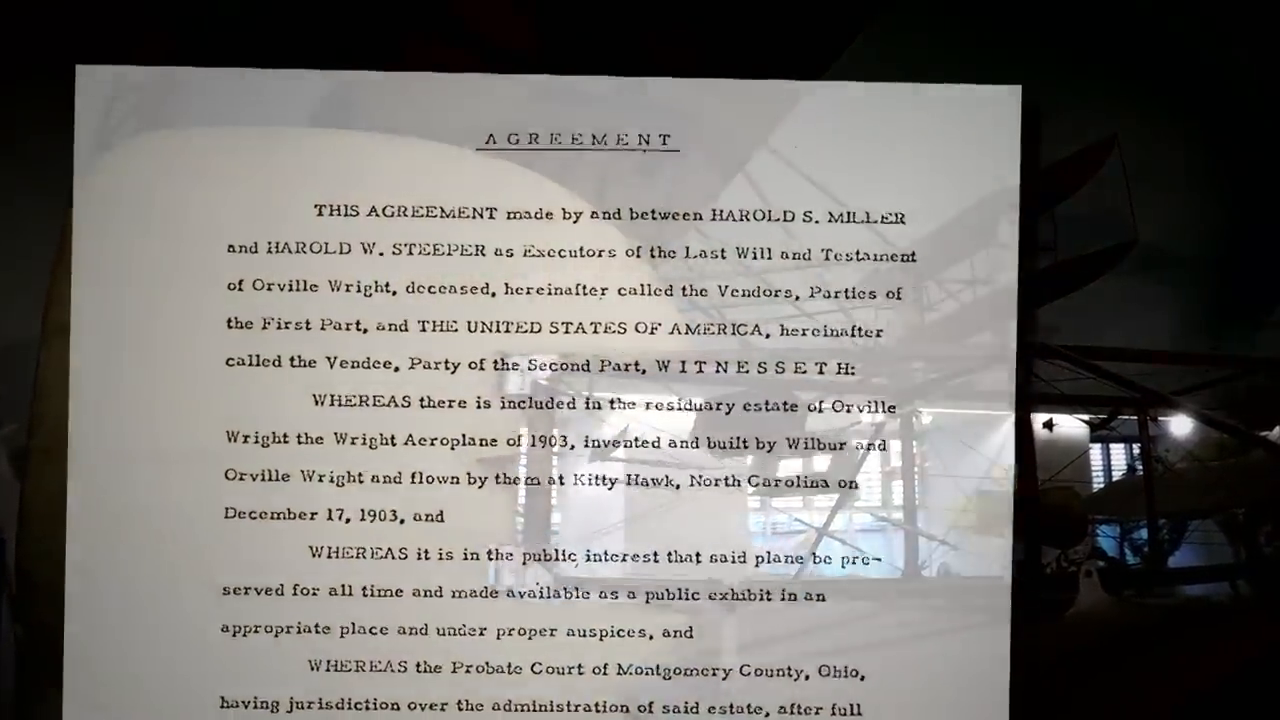 AGREEMENT
THIS AGREEMENT made by and between HAROLD S. MILLER
and HAROLD W. STEEPER as Executors of the Last Will and Testament
of Orville Wright, deceased, hereinafter called the Vendors, Parties of
the First Part, and THE UNITED STATES OF AMERICA, hereinafter
called the Vendee, Party of the Second Part, W I T N E S S E T H:
WHEREAS there is included in the residuary estate of Orville
Wright the Wright Aeroplane of 1903, invented and built by Wilbur and
Orville Wright and flown by them at Kitty Hawk, North Carolina on
December 17, 1903, and
WHEREAS it is in the public interest that said plane be pre-
served for all time and made available as a public exhibit in an
appropriate place and under proper auspices, and
WHEREAS the Probate Court of Montgomery County, Ohio,
having jurisdiction over the administration of said estate, after full